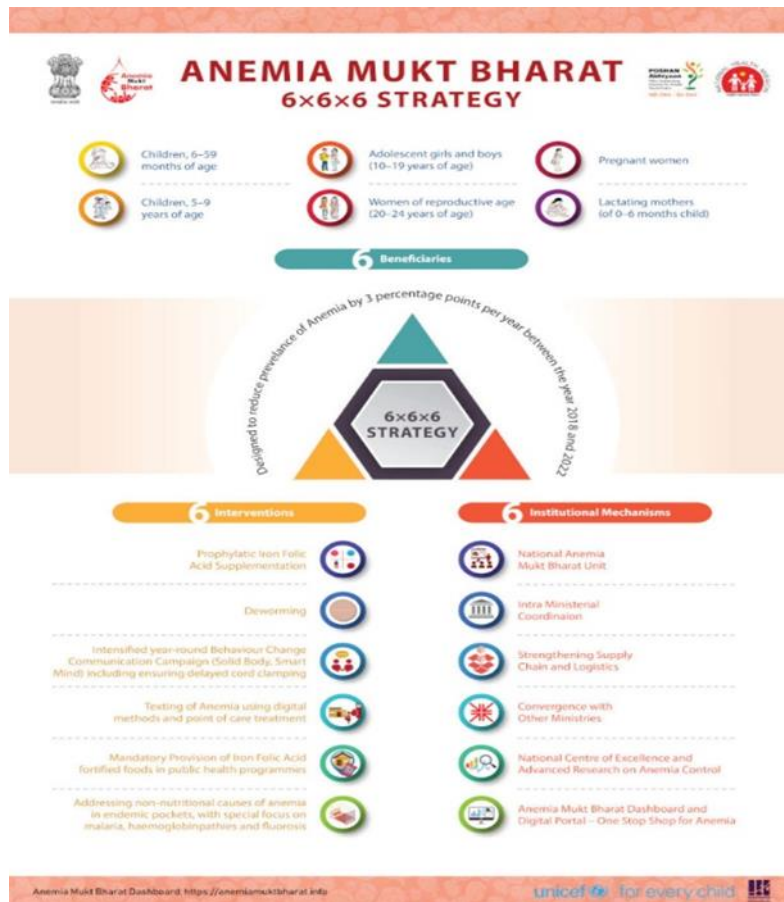 Anemia
Mukt
Bharat
ANEMIA MUKT BHARAT
6×6×6 STRATEGY
POSHAN
Abhiyaan
Children, 6–59
months of age
Adolescent girls and boys
(10–19 years of age)
Pregnant women
Children, 5–9
years of age
Women of reproductive age
(20–24 years of age)
Lactating mothers
(of 0–6 months child)
6 Beneficiaries
Designed to reduce prevelance of Anemia by 3 percentage points per year between the year 2018 and 2022
6×6×6
STRATEGY
6 Interventions
Prophylatic Iron Folic
Acid Supplementation
Deworming
Intensified year-round Behaviour Change
Communication Campaign (Solid Body, Smart
Mind) including ensuring delayed cord clamping
Texting of Anemia using digital
methods and point of care treatment
Mandatory Provision of Iron Folic Acid
fortified foods in public health programmes
Addressing non-nutritional causes of anemia
in endemic pockets, with special focus on
malaria, haemoglobinpathies and fluorosis
6 Institutional Mechanisms
National Anemia
Mukt Bharat Unit
Intra Ministerial
Coordinaion
Strengthening Supply
Chain and Logistics
Convergence with
Other Ministries
National Centre of Excellence and
Advanced Research on Anemia Control
Anemia Mukt Bharat Dashboard and
Digital Portal – One Stop Shop for Anemia
Anemia Mukt Bharat Dashboard: https://anemiamuktbharat.info
unicef for every child